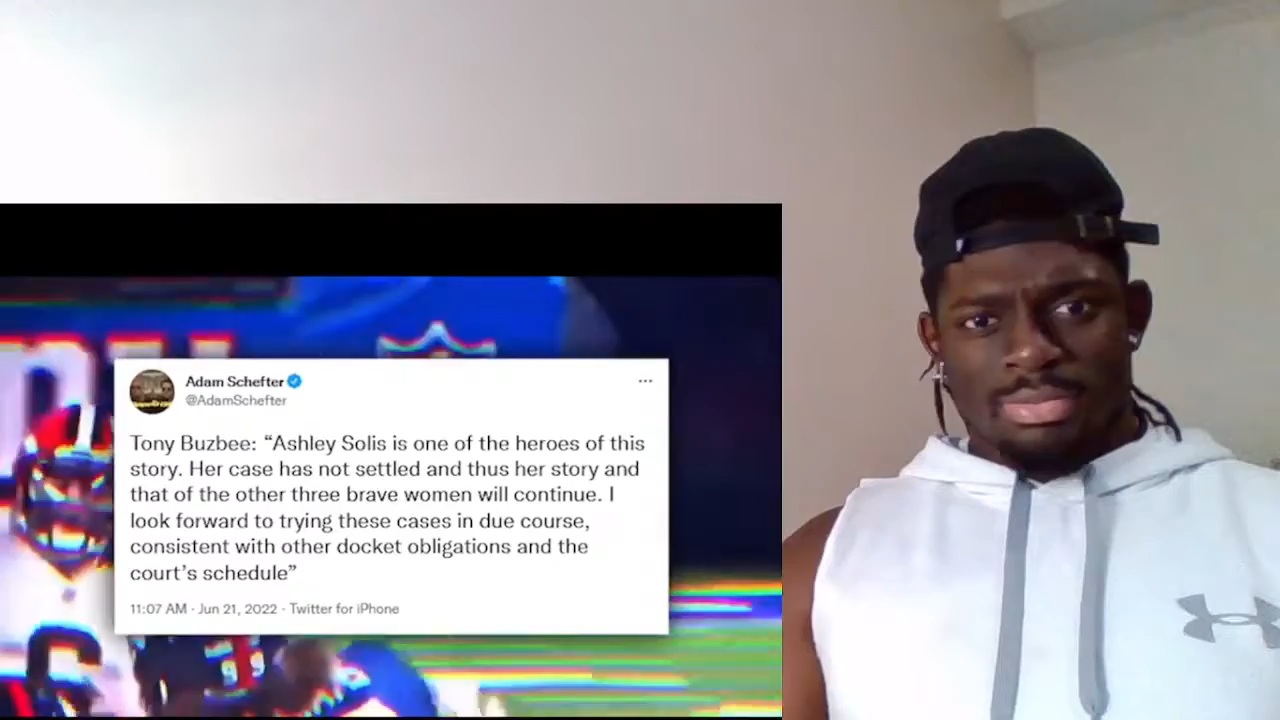 Adam Schefter
@AdamSchefter
Tony Buzbee: “Ashley Solis is one of the heroes of this
story. Her case has not settled and thus her story and
that of the other three brave women will continue. I
look forward to trying these cases in due course,
consistent with other docket obligations and the
court’s schedule”
11:07 AM · Jun 21, 2022 · Twitter for iPhone